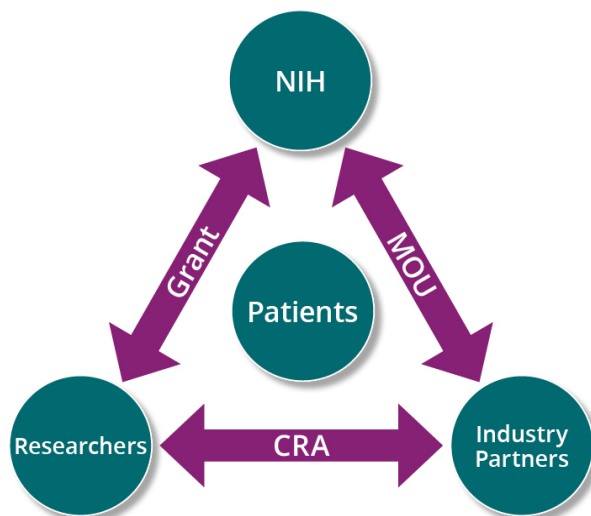 NIH
Grant
MOU
Patients
Researchers
CRA
Industry
Partners